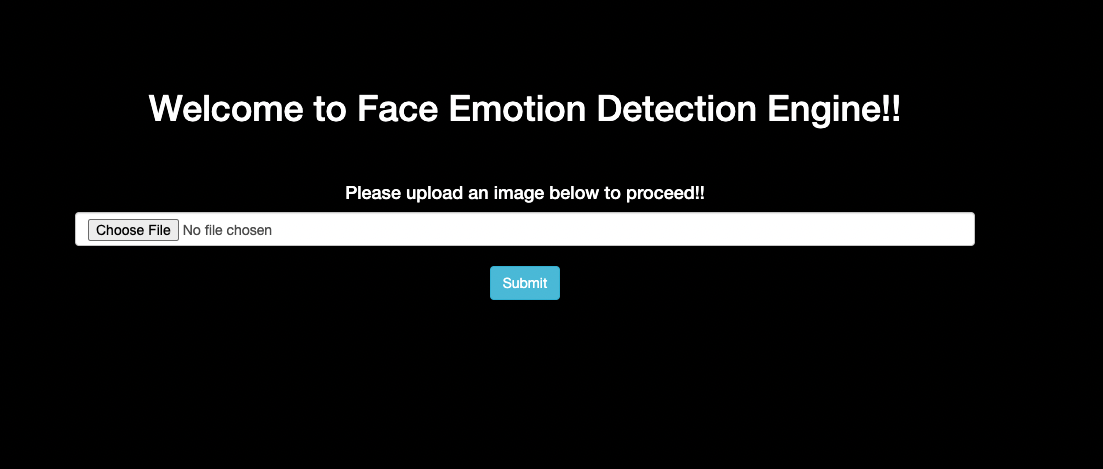 Welcome to Face Emotion Detection Engine!!
Please upload an image below to proceed!!
Choose File No file chosen
Submit